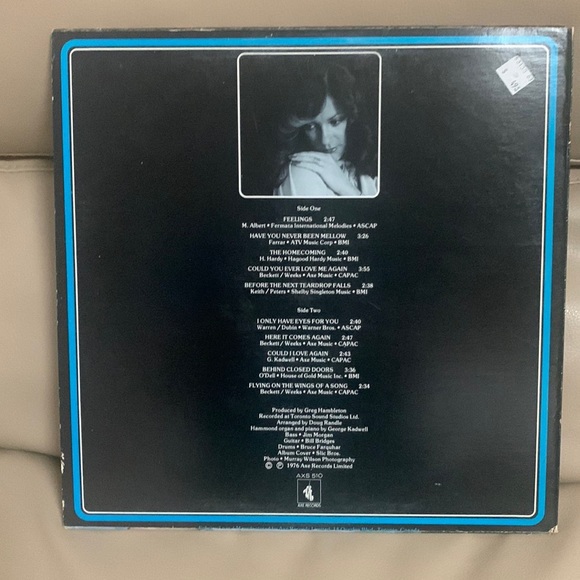 Side One
FEELINGS 2:47
M. Albert • Fermata International Melodies • ASCAP
HAVE YOU NEVER BEEN MELLOW 3:26
Farrar • ATV Music Corp • BMI
THE HOMECOMING 2:40
H. Hardy • Hagood Hardy Music • BMI
COULD YOU EVER LOVE ME AGAIN 3:55
Beckett / Weeks • Axe Music • CAPAC
BEFORE THE NEXT TEARDROP FALLS 2:38
Keith / Peters • Shelby Singleton Music • BMI
Side Two
I ONLY HAVE EYES FOR YOU 2:40
Warren / Dubin • Warner Bros. • ASCAP
HERE IT COMES AGAIN 2:47
Beckett / Weeks • Axe Music • CAPAC
COULD I LOVE AGAIN 2:43
G. Kadwell • Axe Music • CAPAC
BEHIND CLOSED DOORS 3:36
O'Dell • House of Gold Music Inc. • BMI
FLYING ON THE WINGS OF A SONG 2:34
Beckett / Weeks • Axe Music • CAPAC
Produced by Greg Hambleton
Recorded at Toronto Sound Studios Ltd.
Arranged by Doug Randle
Hammond organ and piano by George Kadwell
Bass • Jim Morgan
Guitar • Bill Bridges
Drums • Bruce Farquhar
Album Cover • Slic Bros.
Photo • Murray Wilson Photography
© ℗ 1976 Axe Records Limited
AXS 510
AXE RECORDS